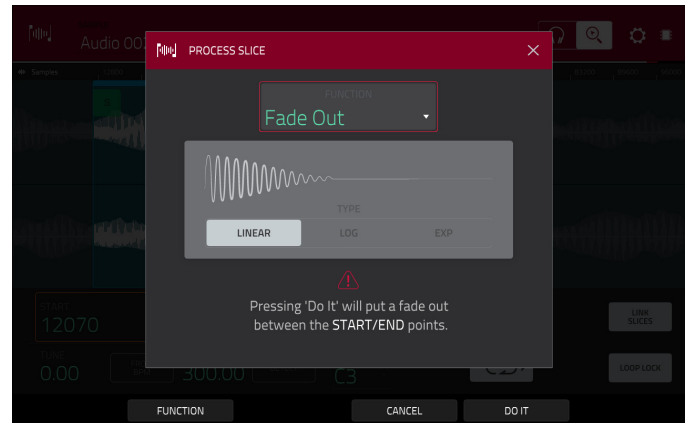 Audio 002
PROCESS SLICE
Samples
FUNCTION
Fade Out
TYPE
LINEAR LOG EXP
Pressing 'Do It' will put a fade out
between the START/END points.
START
12070
LINK
SLICES
TUNE
0.00
300.00
C3
LOOP LOCK
FUNCTION CANCEL DO IT